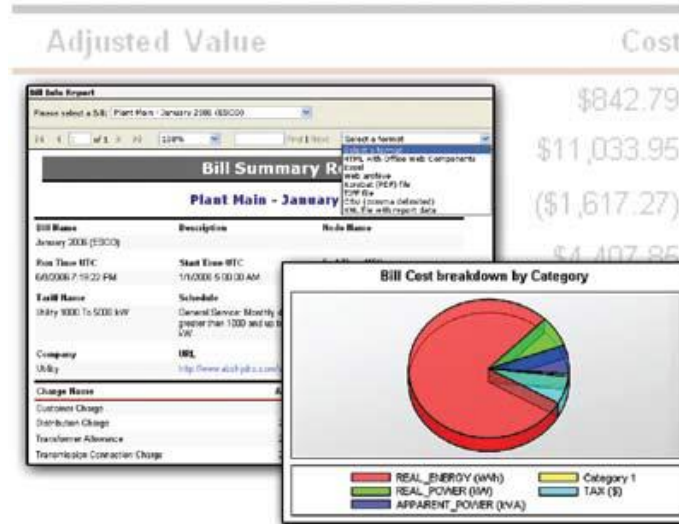 Adjusted Value Cost
$842.79
$11,033.95
($1,617.27)
$4,407.86
Bill Data Report
Please select a Bill: Plant Main - January 2006 (ESCO)
1 of 1 100% Find | Next Select a format
Select a format
HTML with Office Web Components
Excel
Web archive
Acrobat (PDF) file
TIFF file
CSV (comma delimited)
XML file with report data
Bill Summary R
Plant Main - January
Bill Name Description Node Name
January 2006 (ESCO)
Run Time UTC Start Time UTC
6/8/2006 7:19:22 PM 1/1/2006 5:00:00 AM
Tariff Name Schedule
Utility 1000 To 5000 kW General Service: Monthly
greater than 1000 and up
kW
Company URL
Utility
Charge Name
Customer Charge
Distribution Charge
Transformer Allowance
Transmission Connection Charge
Bill Cost breakdown by Category
REAL_ENERGY (kWh) Category 1
REAL_POWER (kW) TAX ($)
APPARENT_POWER (kVA)